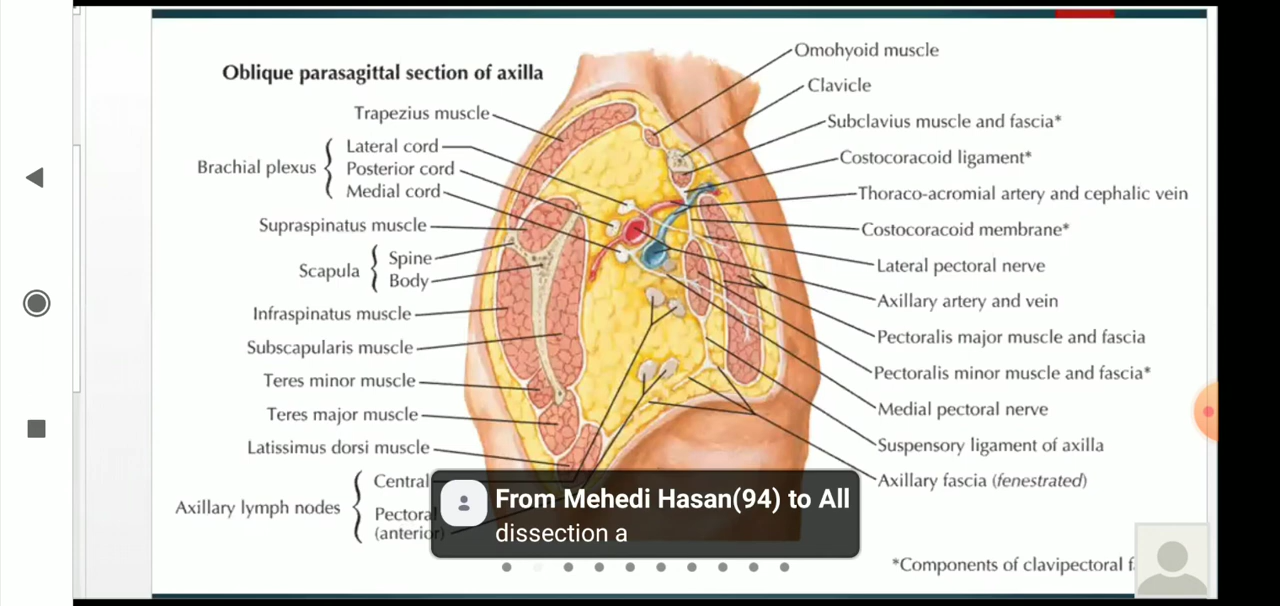 Oblique parasagittal section of axilla
Trapezius muscle
Brachial plexus
Lateral cord
Posterior cord
Medial cord
Supraspinatus muscle
Scapula
Spine
Body
Infraspinatus muscle
Subscapularis muscle
Teres minor muscle
Teres major muscle
Latissimus dorsi muscle
Axillary lymph nodes
Central
Pectoral
(anterior)
Omohyoid muscle
Clavicle
Subclavius muscle and fascia*
Costocoracoid ligament*
Thoraco-acromial artery and cephalic vein
Costocoracoid membrane*
Lateral pectoral nerve
Axillary artery and vein
Pectoralis major muscle and fascia
Pectoralis minor muscle and fascia*
Medial pectoral nerve
Suspensory ligament of axilla
Axillary fascia (fenestrated)
*Components of clavipectoral f
From Mehedi Hasan(94) to All
dissection a